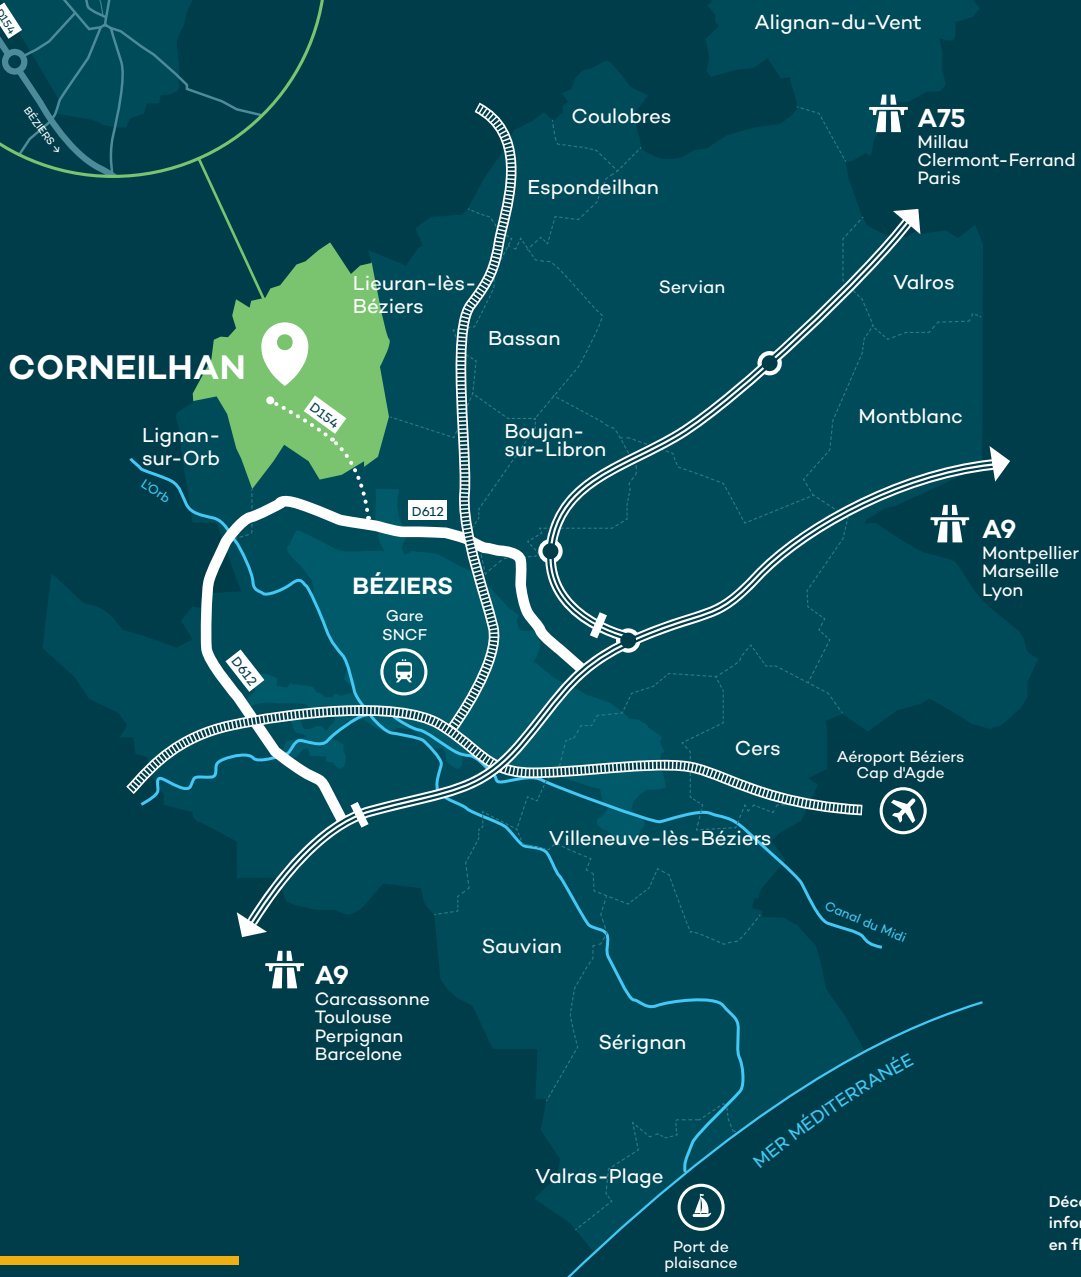 D154
BÉZIERS →
Alignan-du-Vent
A75
Millau
Clermont-Ferrand
Paris
Coulobres
Espondeilhan
Lieuran-lès-
Béziers
Servian
Valros
Bassan
CORNEILHAN
D154
Montblanc
Lignan-
sur-Orb
Boujan-
sur-Libron
L'Orb
D612
A9
Montpellier
Marseille
Lyon
BÉZIERS
Gare
SNCF
D612
Cers
Aéroport Béziers
Cap d'Agde
Villeneuve-lès-Béziers
Canal du Midi
Sauvian
A9
Carcassonne
Toulouse
Perpignan
Barcelone
Sérignan
MER MÉDITERRANÉE
Valras-Plage
Port de
plaisance